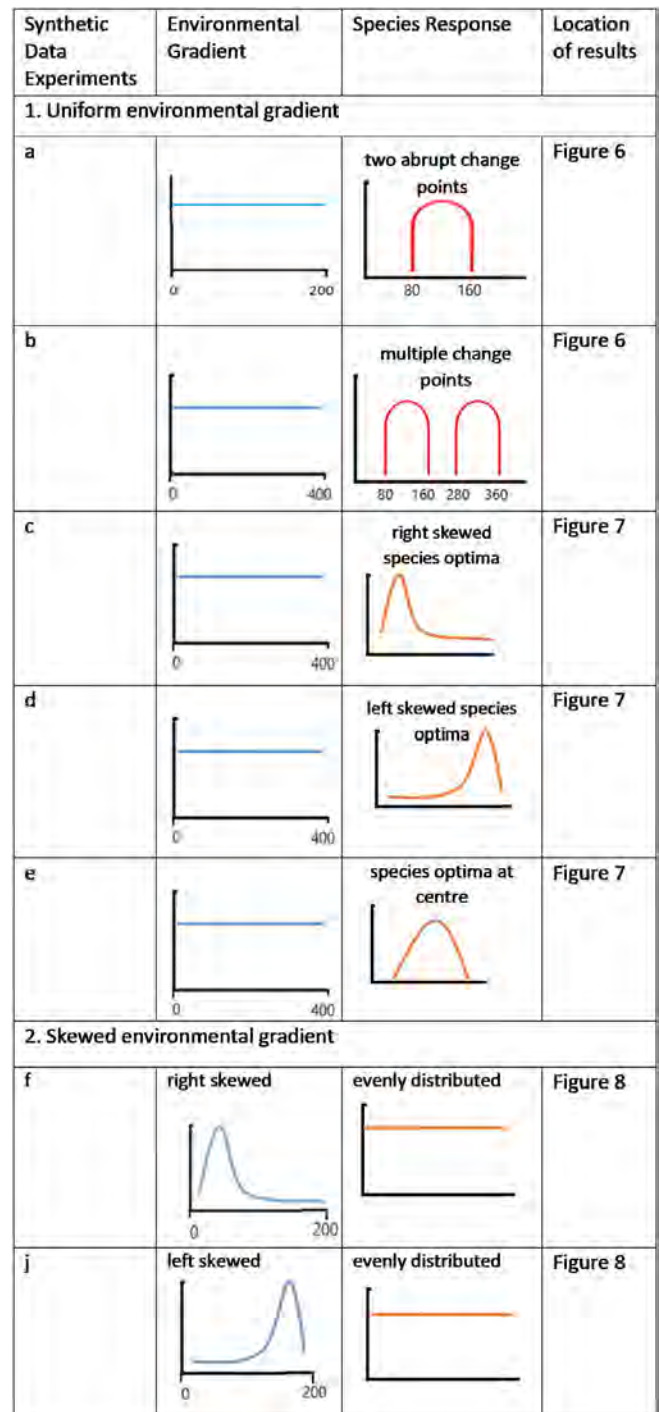 Synthetic Data Experiments
Environmental Gradient
Species Response
Location of results
1. Uniform environmental gradient
a
0
200
two abrupt change
points
80
160
Figure 6
b
0
400
multiple change
points
80
160
280
360
Figure 6
c
0
400
right skewed
species optima
Figure 7
d
0
400
left skewed species
optima
Figure 7
e
0
400
species optima at
centre
Figure 7
2. Skewed environmental gradient
f
right skewed
0
200
evenly distributed
Figure 8
j
left skewed
0
200
evenly distributed
Figure 8